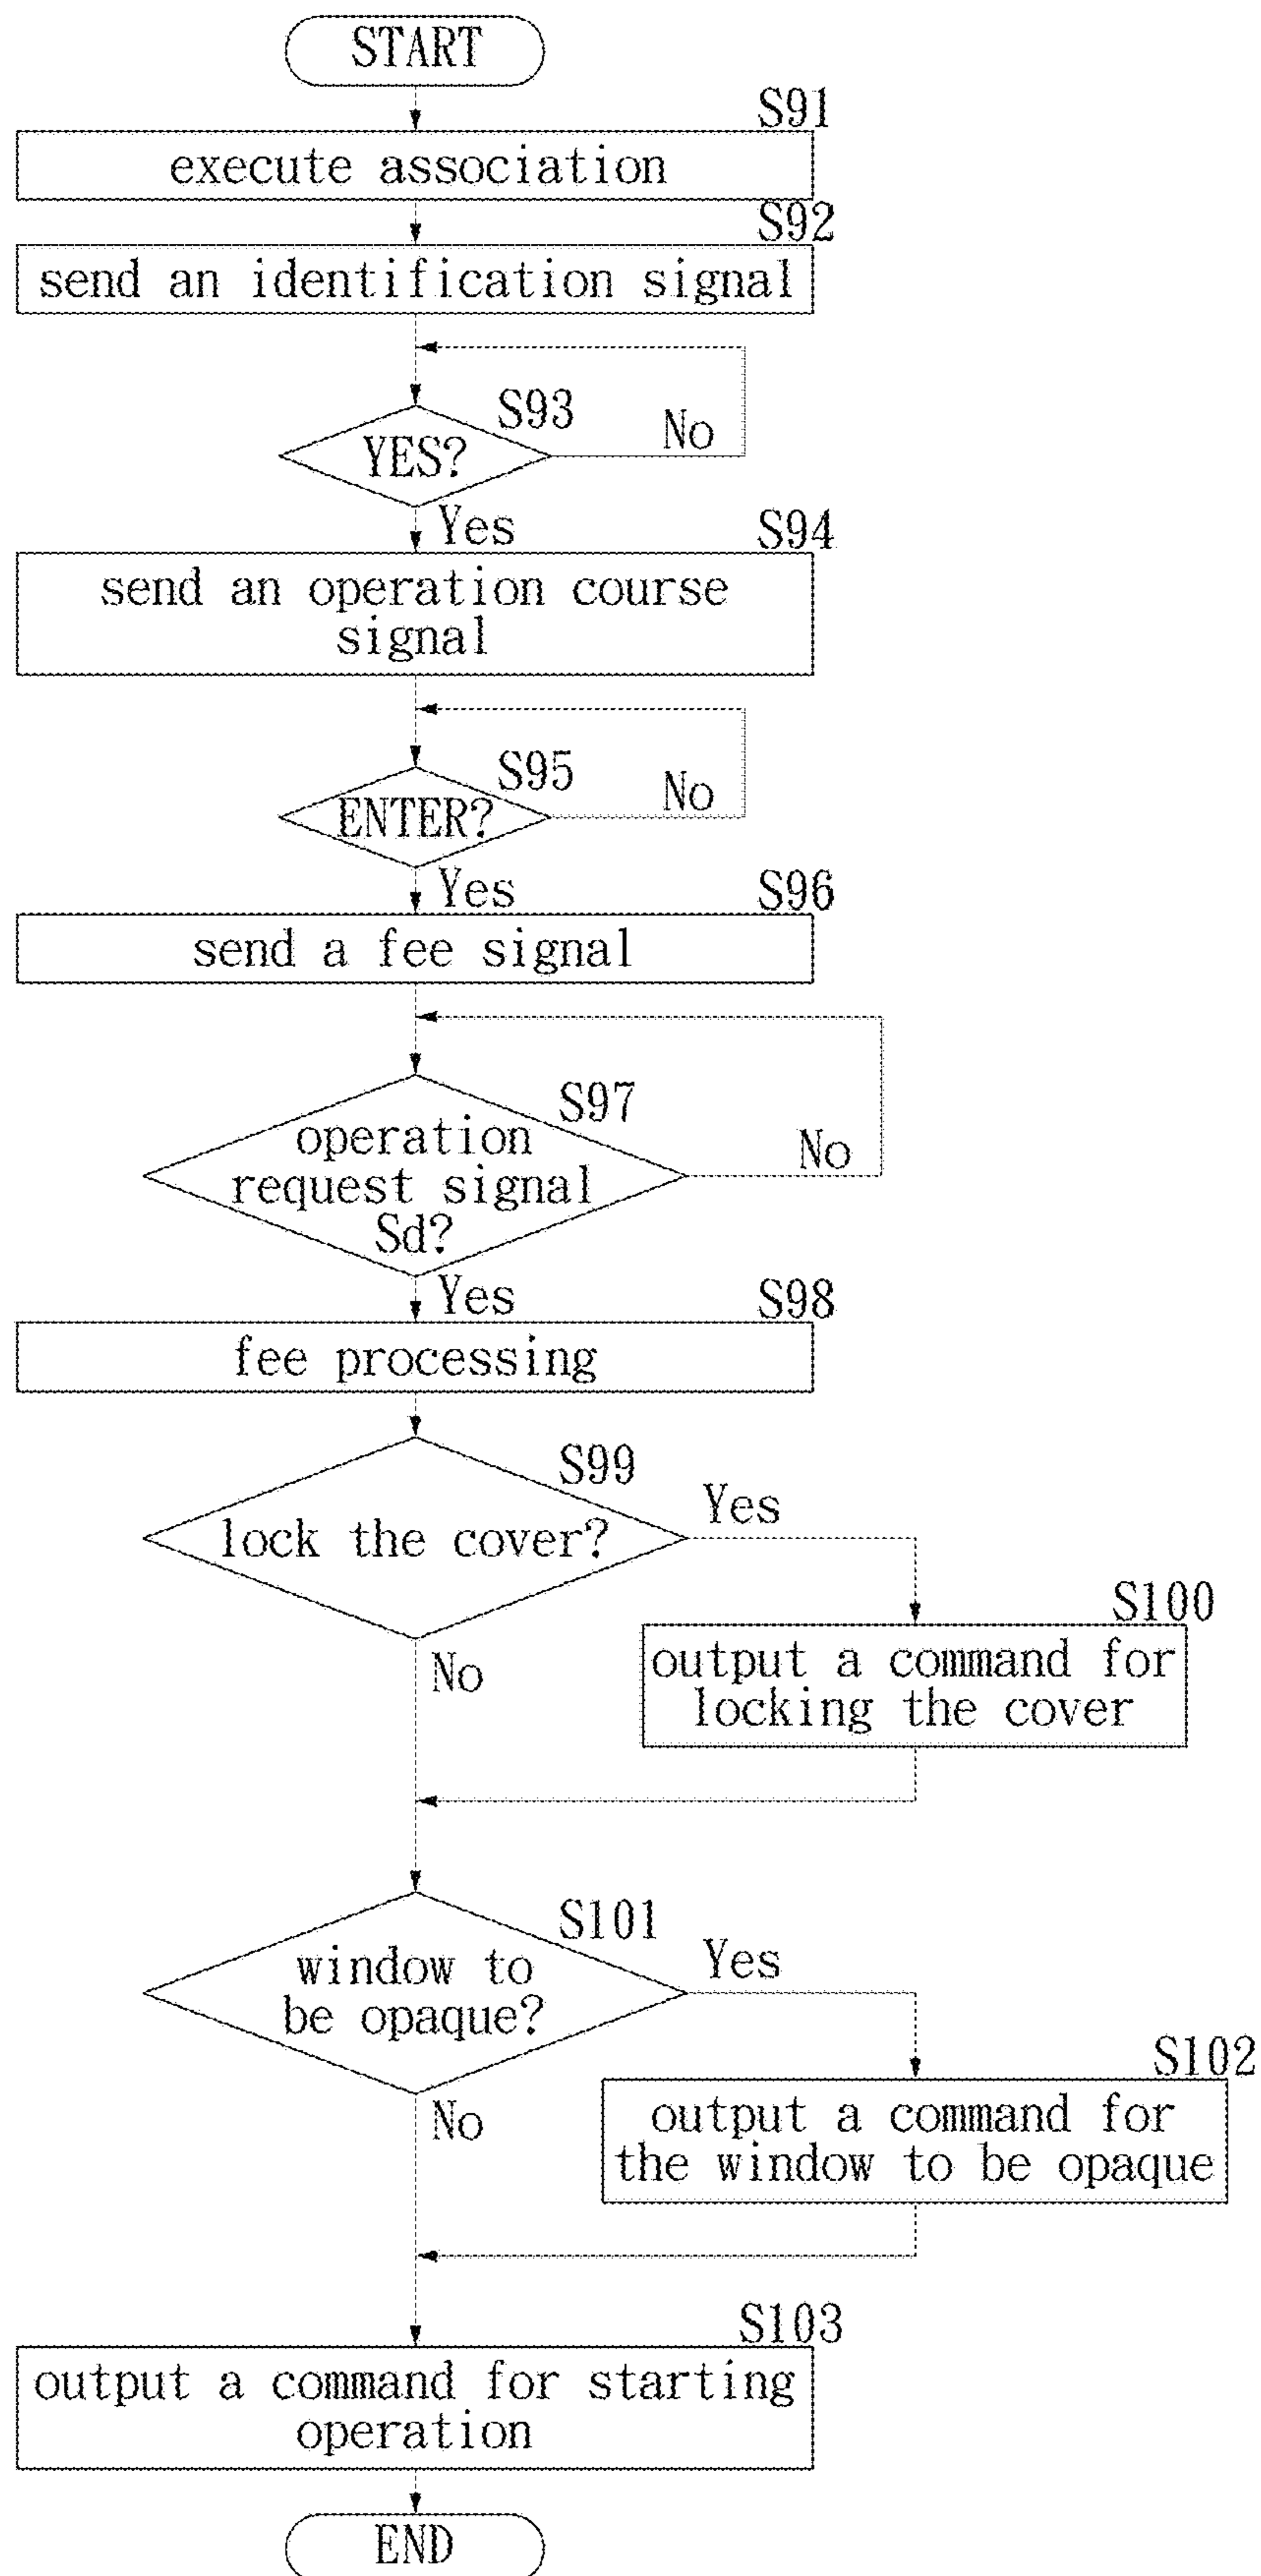 START
S91
execute association
S92
send an identification signal
S93
YES?
No
Yes
S94
send an operation course
signal
S95
ENTER?
No
Yes
S96
send a fee signal
S97
operation
request signal
Sd?
No
Yes
S98
fee processing
S99
lock the cover?
Yes
No
S100
output a command for
locking the cover
S101
window to
be opaque?
Yes
No
S102
output a command for
the window to be opaque
S103
output a command for starting
operation
END